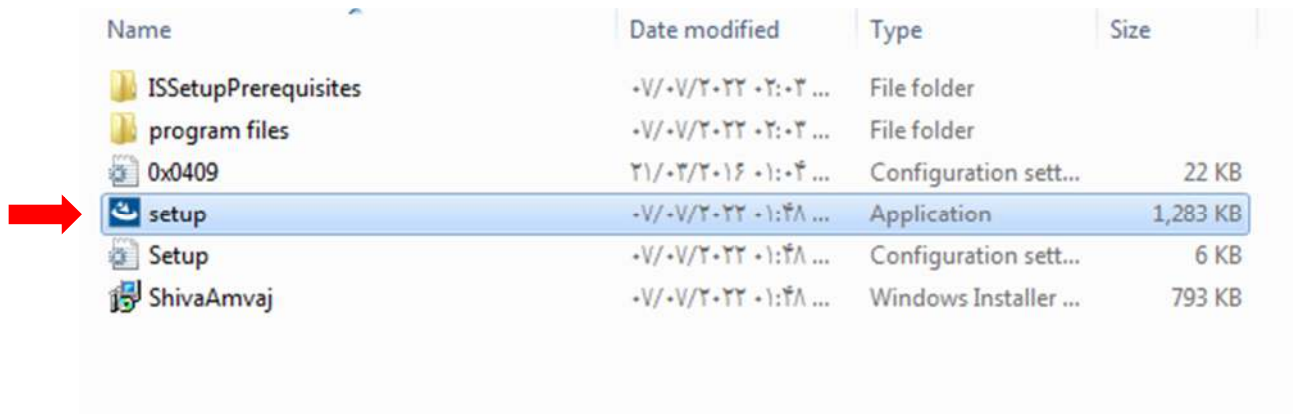 Name Date modified Type Size
ISSetupPrerequisites ۰۷/۰۷/۲۰۲۲ ۰۲:۰۳ ... File folder
program files ۰۷/۰۷/۲۰۲۲ ۰۲:۰۳ ... File folder
0x0409 ۲۱/۰۳/۲۰۱۶ ۰۱:۰۴ ... Configuration sett... 22 KB
setup ۰۷/۰۷/۲۰۲۲ ۰۱:۴۸ ... Application 1,283 KB
Setup ۰۷/۰۷/۲۰۲۲ ۰۱:۴۸ ... Configuration sett... 6 KB
ShivaAmvaj ۰۷/۰۷/۲۰۲۲ ۰۱:۴۸ ... Windows Installer ... 793 KB